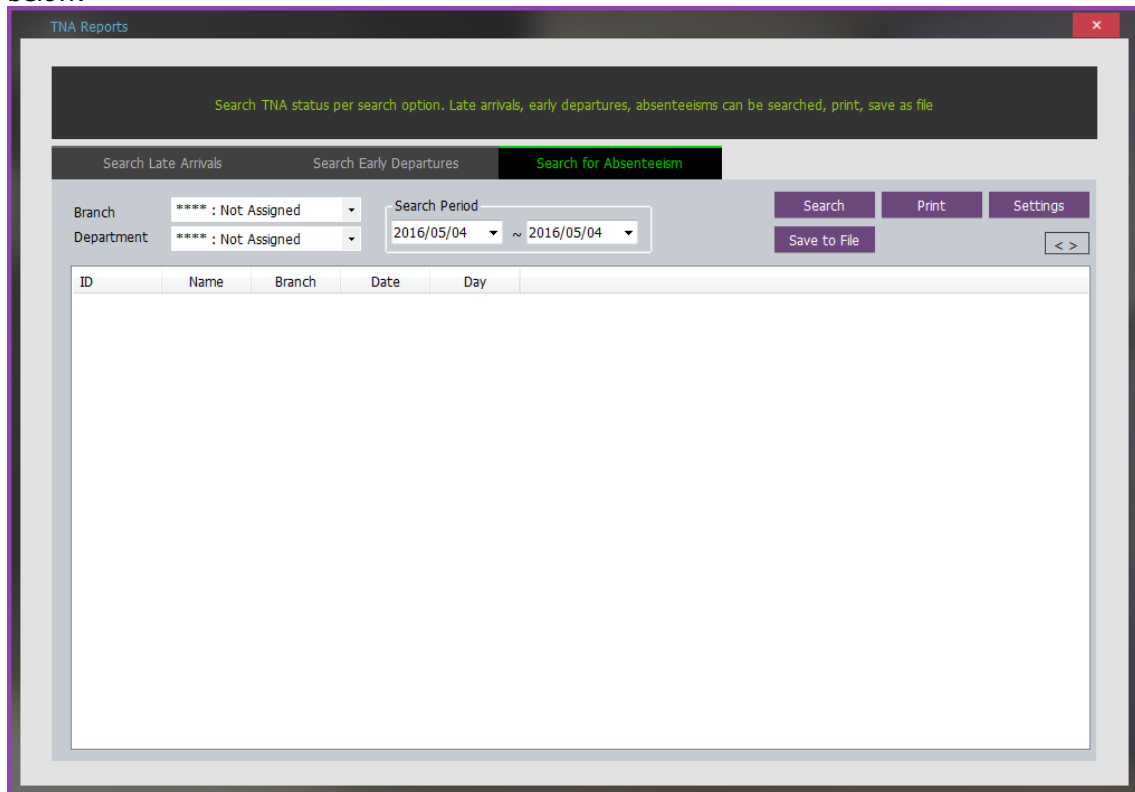 below.
TNA Reports
×
Search TNA status per search option. Late arrivals, early departures, absenteeisms can be searched, print, save as file
Search Late Arrivals Search Early Departures Search for Absenteeism
Branch **** : Not Assigned Search Period Search Print Settings
Department **** : Not Assigned 2016/05/04 ~ 2016/05/04 Save to File < >
ID Name Branch Date Day